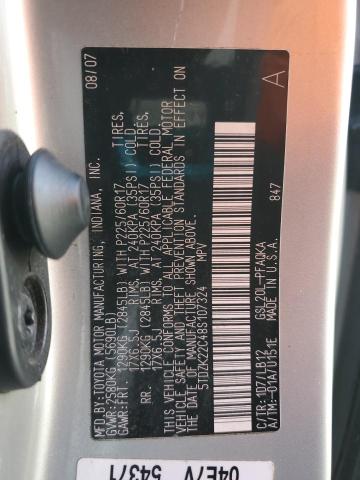 08/07
MFD. BY: TOYOTA MOTOR MANUFACTURING, INDIANA, INC.
GVWR: 2580KG (5690LB)
GAWR: FRT. 1290KG (2845LB) WITH P225/60R17 TIRES,
17X6.5J RIMS, AT 240KPA (35PSI) COLD
RR. 1290KG (2845LB) WITH P225/60R17 TIRES,
17X6.5J RIMS, AT 240KPA (35PSI) COLD
THIS VEHICLE CONFORMS TO ALL APPLICABLE FEDERAL MOTOR
VEHICLE SAFETY AND THEFT PREVENTION STANDARDS IN EFFECT ON
THE DATE OF MANUFACTURE SHOWN ABOVE.
5TDZK22C48S107324 MPV
A
847
C/TR: 1D7/LB12 GSL20L-PFAQKA
A/TM: -01A/U151E MADE IN U.S.A.
04E7V 54371